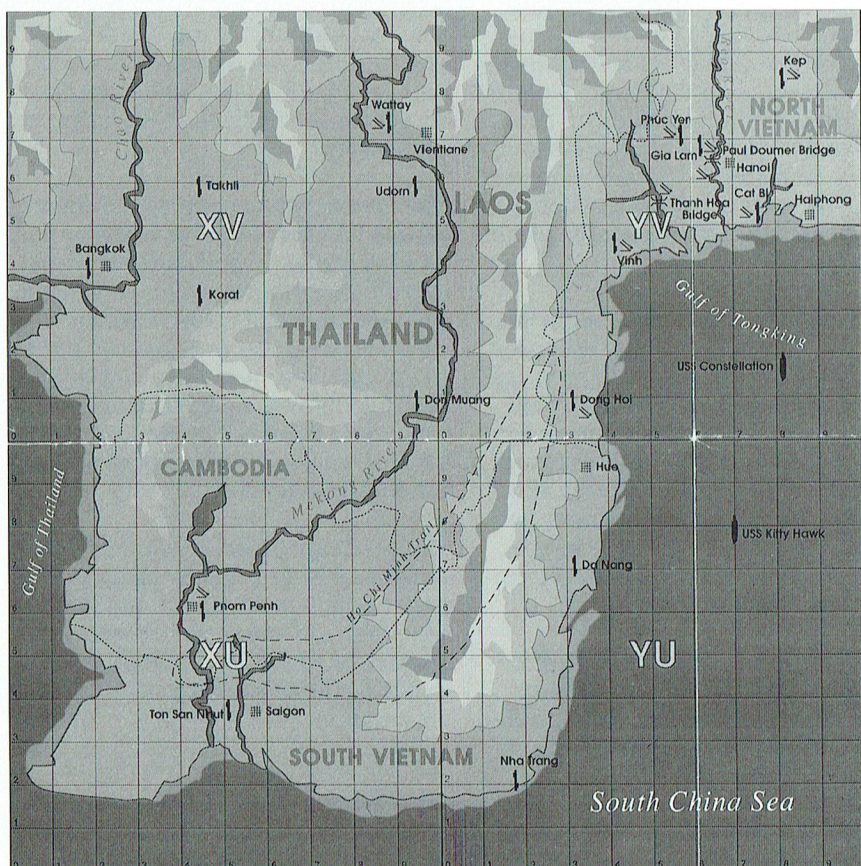 Chao River
Kep
NORTH
VIETNAM
Wattay
Vientiane
Phuc Yen
Gia Lam
Paul Doumer Bridge
Hanoi
Takhli
Udorn
LAOS
Thanh Hoa
Bridge
Cat Bi
Haiphong
XV
YV
Bangkok
Vinh
Korat
Gulf of Tongking
THAILAND
USS Constellation
Don Muang
Dong Hoi
CAMBODIA
Mekong River
Hue
Gulf of Thailand
USS Kitty Hawk
Ho Chi Minh Trail
Da Nang
Phom Penh
XU
YU
Ton San Nhut
Saigon
SOUTH VIETNAM
Nha Trang
South China Sea